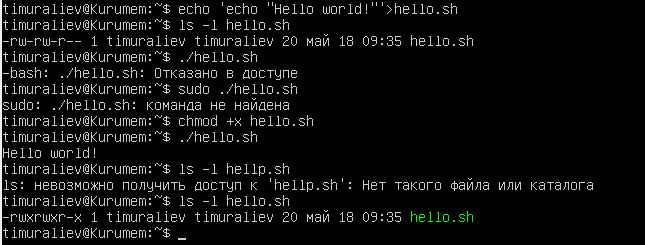 timuraliev@Kurumem:~$ echo 'echo "Hello world!"'>hello.sh
timuraliev@Kurumem:~$ ls -l hello.sh
-rw-rw-r-- 1 timuraliev timuraliev 20 май 18 09:35 hello.sh
timuraliev@Kurumem:~$ ./hello.sh
-bash: ./hello.sh: Отказано в доступе
timuraliev@Kurumem:~$ sudo ./hello.sh
sudo: ./hello.sh: команда не найдена
timuraliev@Kurumem:~$ chmod +x hello.sh
timuraliev@Kurumem:~$ ./hello.sh
Hello world!
timuraliev@Kurumem:~$ ls -l hellp.sh
ls: невозможно получить доступ к 'hellp.sh': Нет такого файла или каталога
timuraliev@Kurumem:~$ ls -l hello.sh
-rwxrwxr-x 1 timuraliev timuraliev 20 май 18 09:35 hello.sh
timuraliev@Kurumem:~$ _